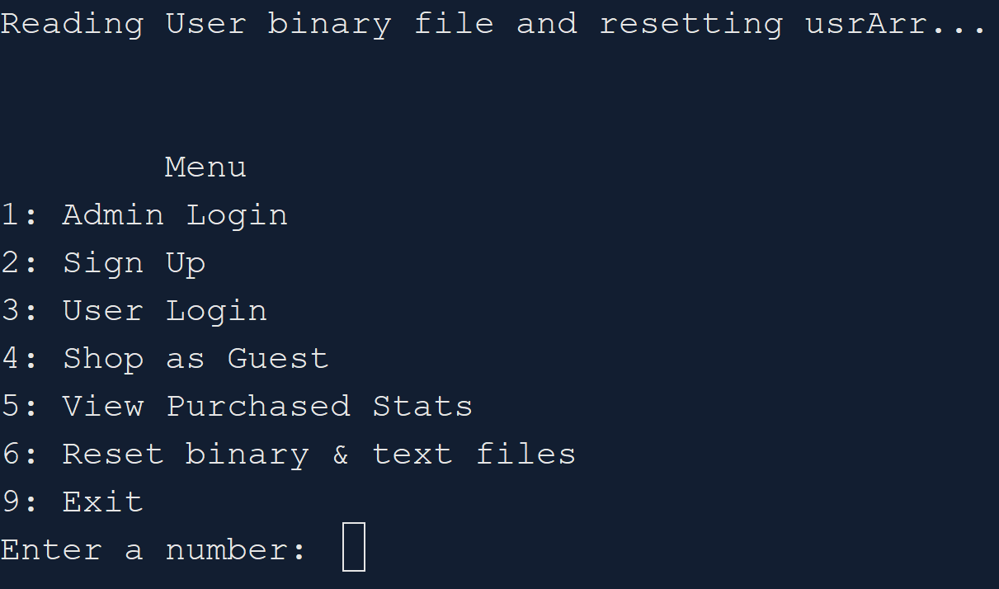 Reading User binary file and resetting usrArr...
Menu
1: Admin Login
2: Sign Up
3: User Login
4: Shop as Guest
5: View Purchased Stats
6: Reset binary & text files
9: Exit
Enter a number: